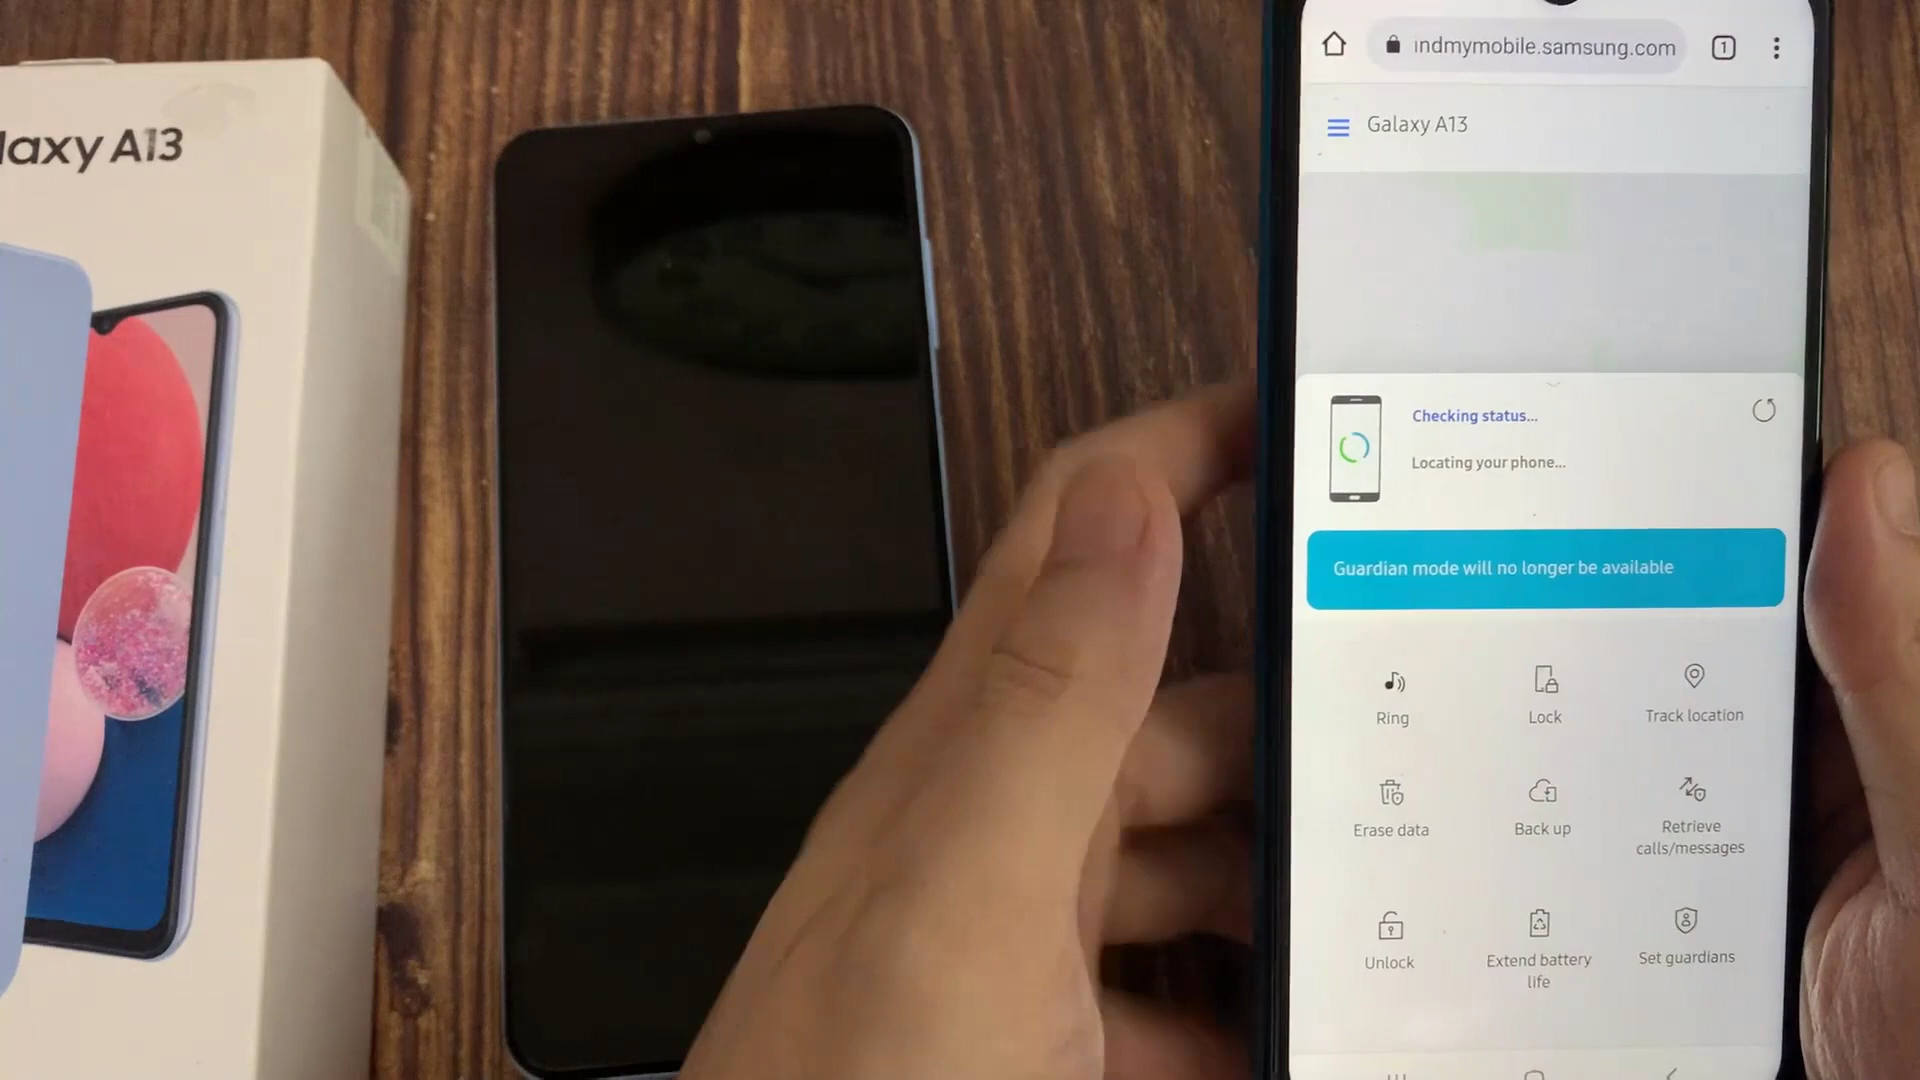 laxy A13
indmymobile.samsung.com
1
Galaxy A13
Checking status...
Locating your phone...
Guardian mode will no longer be available
Ring
Lock
Track location
Erase data
Back up
Retrieve
calls/messages
Unlock
Extend battery
life
Set guardians